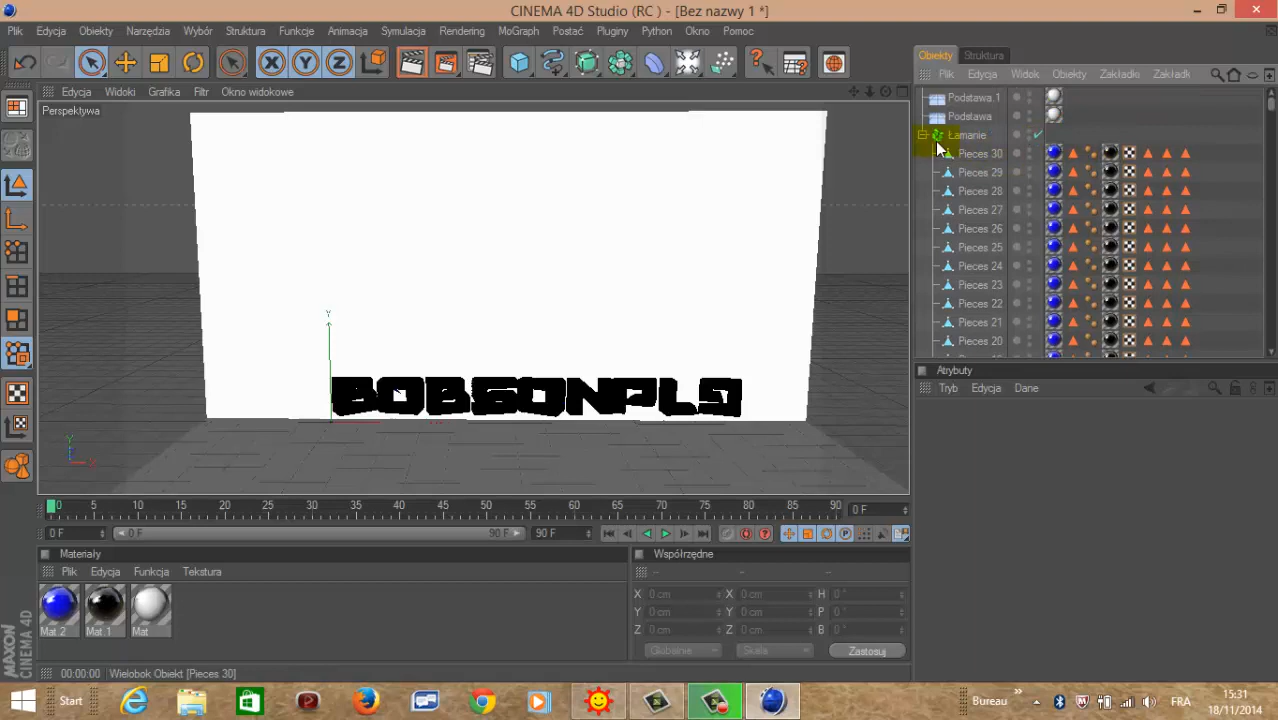 CINEMA 4D Studio (RC ) - [Bez nazwy 1 *]
Plik Edycja Obiekty Narzędzia Wybór Struktura Funkcje Animacja Symulacja Rendering MoGraph Postać Pluginy Python Okno Pomoc
Obiekty Struktura
Plik Edycja Widok Obiekty Zakładki Zakładk
Edycja Widoki Grafika Filtr Okno widokowe
Perspektywa
Podstawa.1
Podstawa
Łamanie
Pieces 30
Pieces 29
Pieces 28
Pieces 27
Pieces 26
Pieces 25
Pieces 24
Pieces 23
Pieces 22
Pieces 21
Pieces 20
Y
BOBSONPL9
Y
X
Atrybuty
Tryb Edycja Dane
0 5 10 15 20 25 30 35 40 45 50 55 60 65 70 75 80 85 90 0 F
0 F 0 F 90 F 90 F
Materiały
Plik Edycja Funkcja Tekstura
Mat.2 Mat.1 Mat
Współrzędne
-- -- --
X 0 cm X 0 cm H 0 °
Y 0 cm Y 0 cm P 0 °
Z 0 cm Z 0 cm B 0 °
Globalnie Skala Zastosuj
MAXON
CINEMA 4D
00:00:00 Wielobok Obiekt [Pieces 30]
Start
Bureau FRA
15:31
18/11/2014